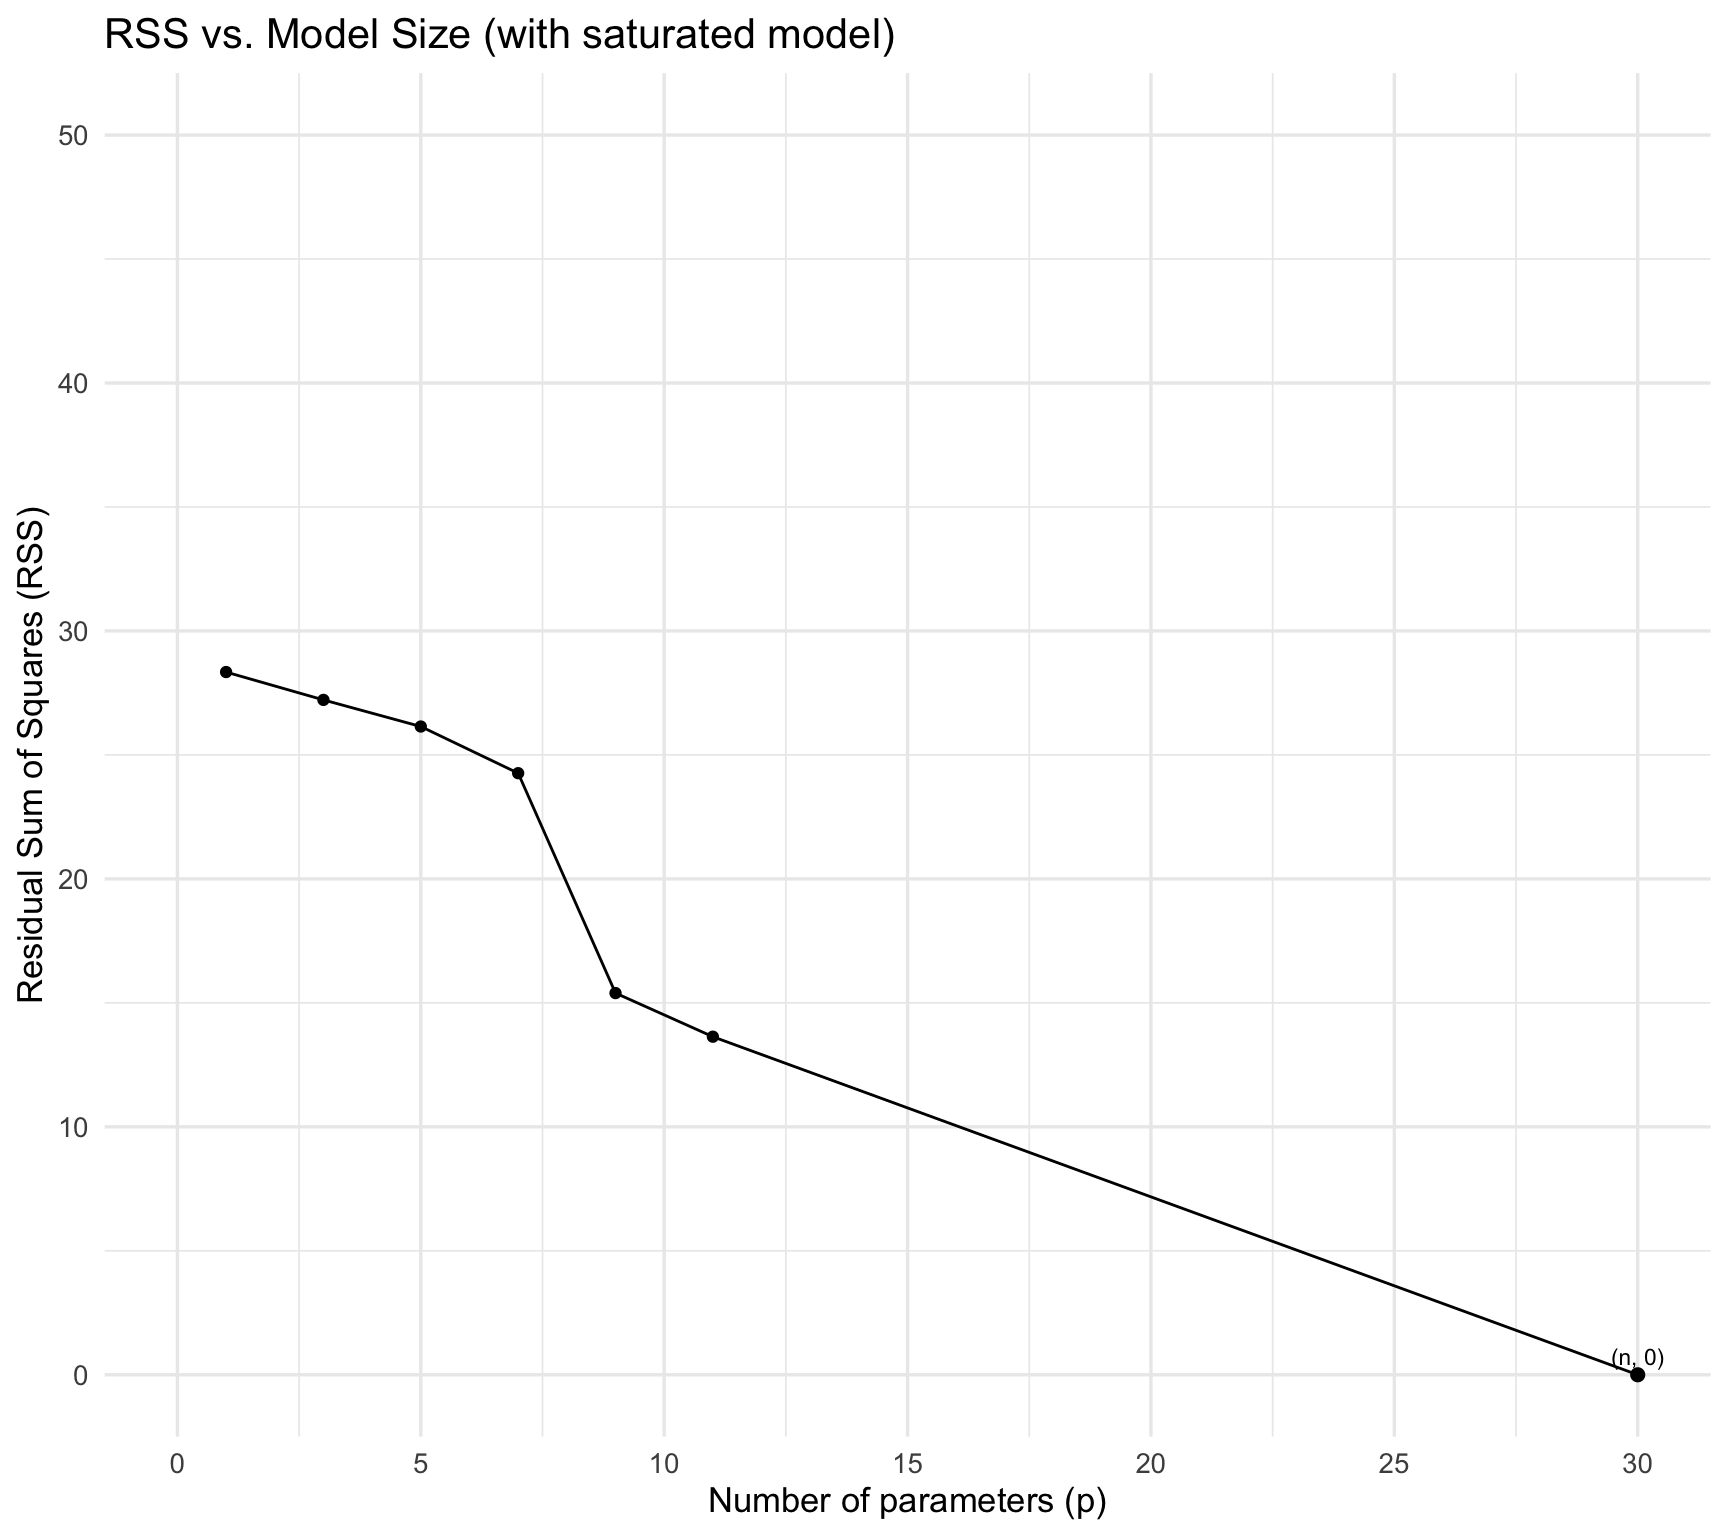 RSS vs. Model Size (with saturated model)
Residual Sum of Squares (RSS)
50
40
30
20
10
0
(n, 0)
0 5 10 15 20 25 30
Number of parameters (p)